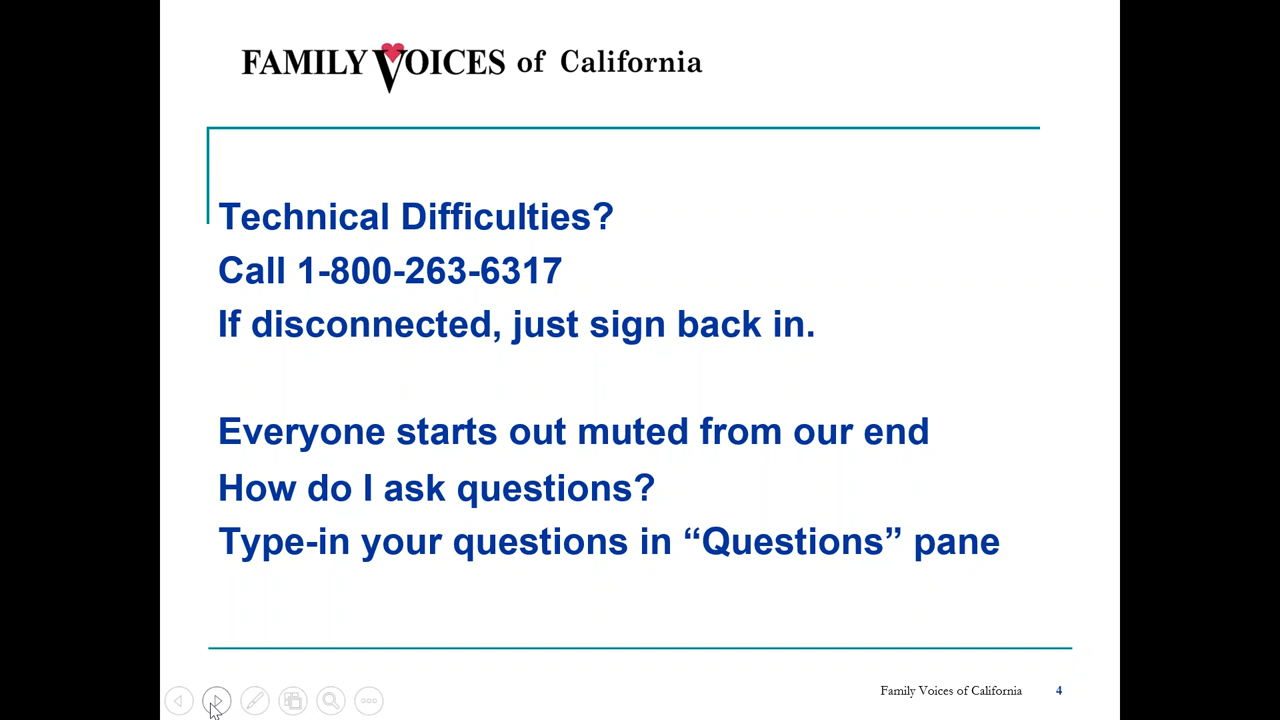 FAMILY VOICES of California
Technical Difficulties?
Call 1-800-263-6317
If disconnected, just sign back in.
Everyone starts out muted from our end
How do I ask questions?
Type-in your questions in “Questions” pane
Family Voices of California 4